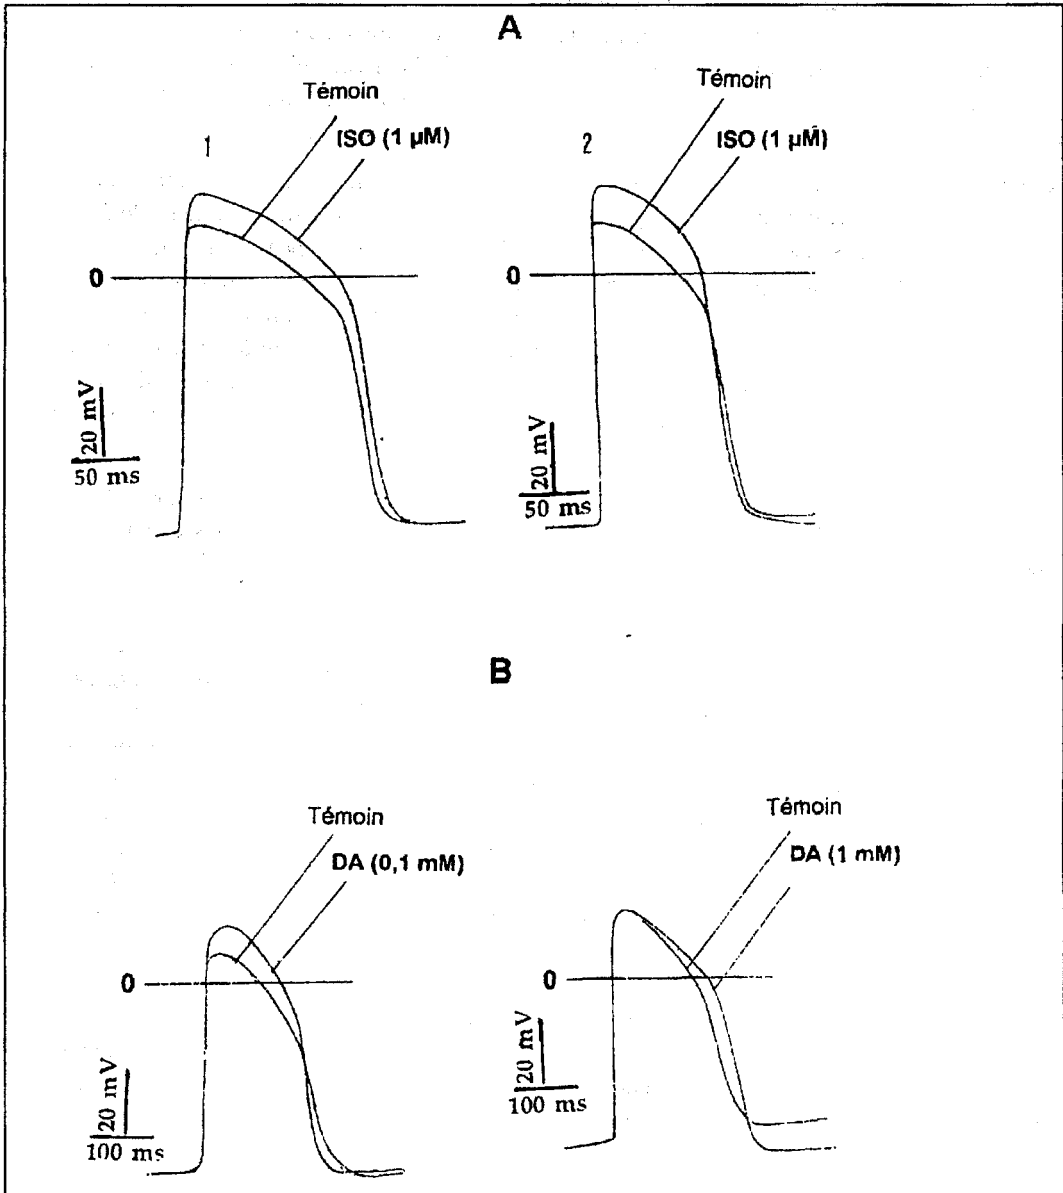 A
Témoin
ISO (1 µM)
1
0
20 mV
50 ms
Témoin
ISO (1 µM)
2
0
20 mV
50 ms
B
Témoin
DA (0,1 mM)
0
20 mV
100 ms
Témoin
DA (1 mM)
0
20 mV
100 ms